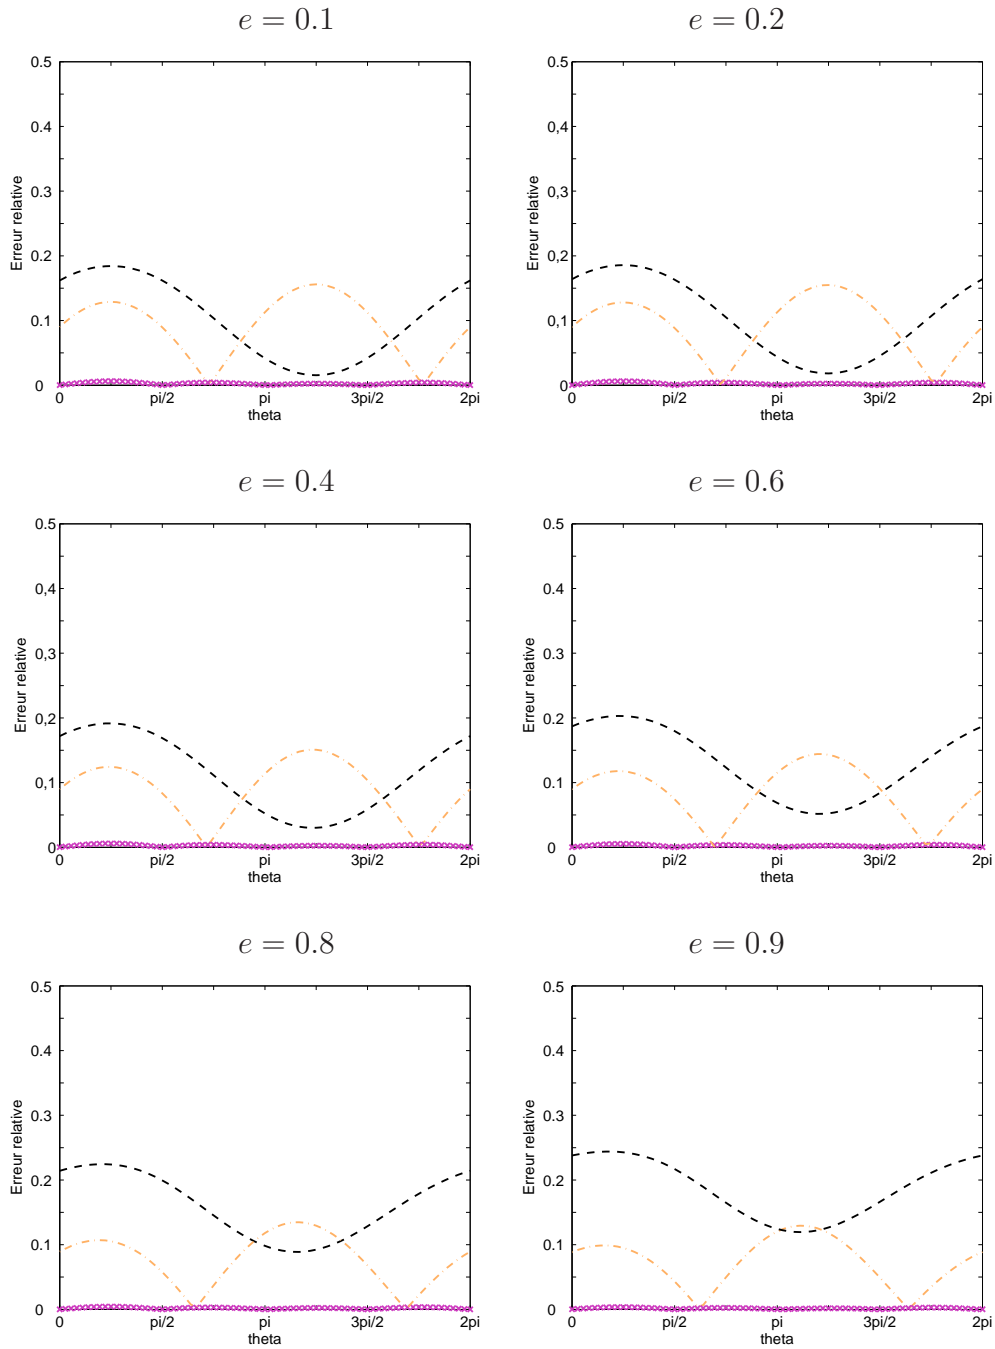 e = 0.1
e = 0.2
0.5
0.4
0.3
0.2
0.1
0
Erreur relative
0
pi/2
pi
3pi/2
2pi
theta
0.5
0.4
0,3
0.2
0.1
0
Erreur relative
0
pi/2
pi
3pi/2
2pi
theta
e = 0.4
e = 0.6
0.5
0.4
0,3
0,2
0,1
0
Erreur relative
0
pi/2
pi
3pi/2
2pi
theta
0.5
0.4
0.3
0,2
0,1
0
Erreur relative
0
pi/2
pi
3pi/2
2pi
theta
e = 0.8
e = 0.9
0.5
0.4
0.3
0.2
0.1
0
Erreur relative
0
pi/2
pi
3pi/2
2pi
theta
0.5
0.4
0.3
0.2
0.1
0
Erreur relative
0
pi/2
pi
3pi/2
2pi
theta